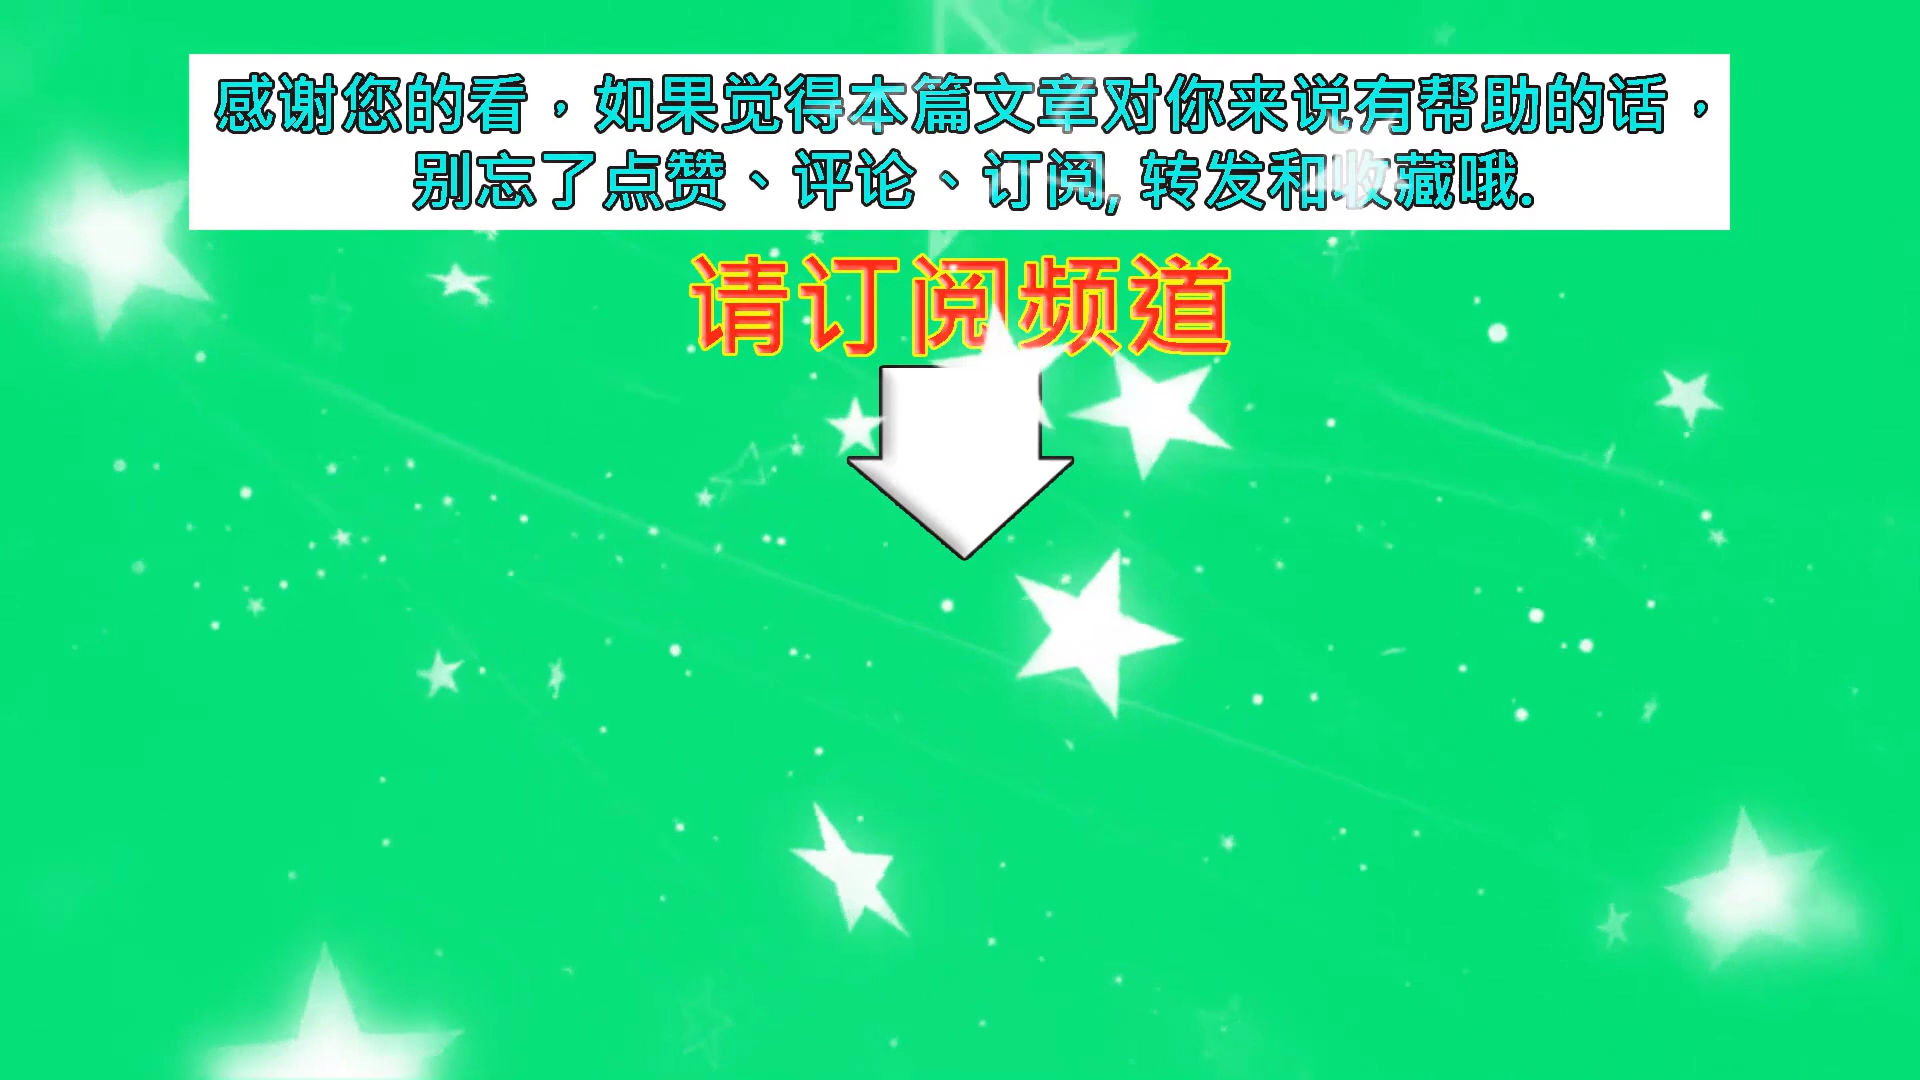 感谢您的看，如果觉得本篇文章对你来说有帮助的话，
别忘了点赞、评论、订阅, 转发和收藏哦.
请订阅频道